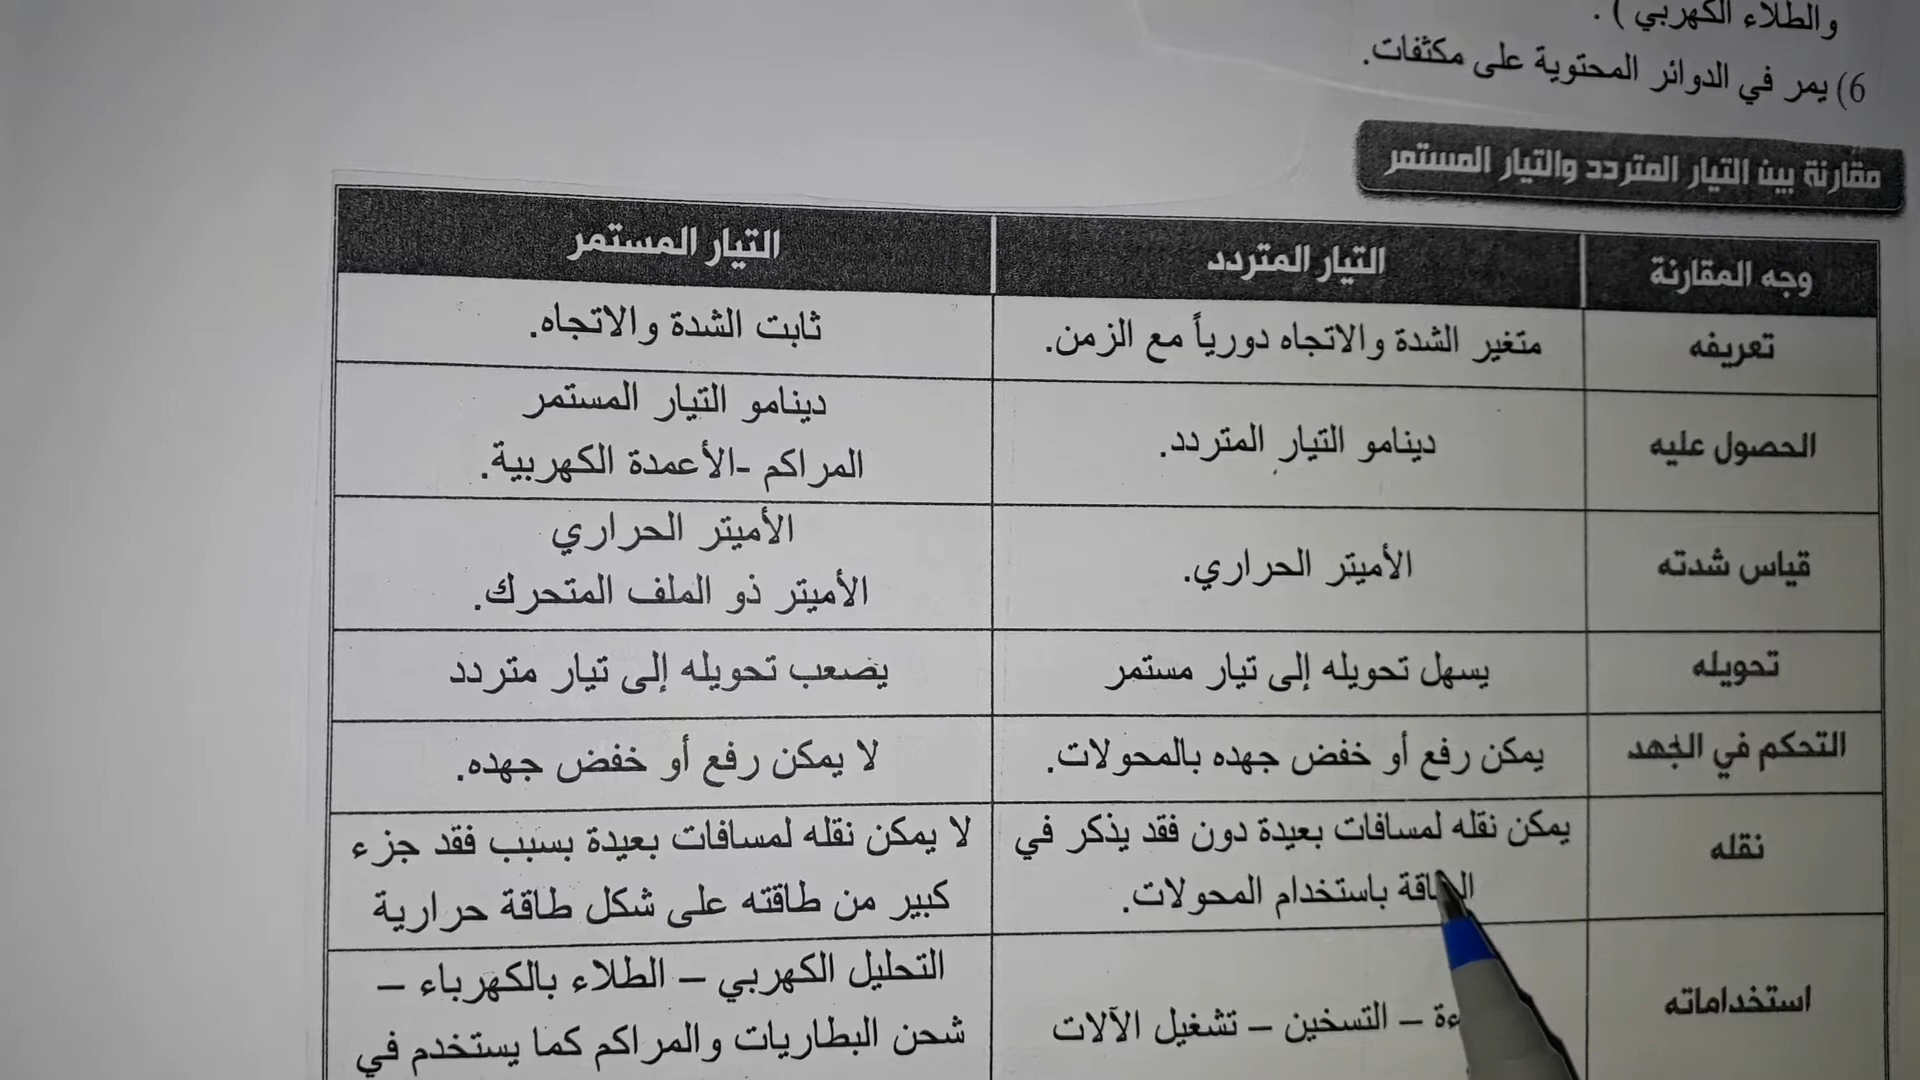 والطلاء الكهربي ) .
6) يمر في الدوائر المحتوية على مكثفات.
مقارنة بين التيار المتردد والتيار المستمر
وجه المقارنة
التيار المتردد
التيار المستمر
تعريفه
متغير الشدة والاتجاه دورياً مع الزمن.
ثابت الشدة والاتجاه.
الحصول عليه
دينامو التيار المتردد.
دينامو التيار المستمر
المراكم -الأعمدة الكهربية.
قياس شدته
الأميتر الحراري.
الأميتر الحراري
الأميتر ذو الملف المتحرك.
تحويله
يسهل تحويله إلى تيار مستمر
يضعب تحويله إلى تيار متردد
التحكم في الجهد
يمكن رفع أو خفض جهده بالمحولات.
لا يمكن رفع أو خفض جهده.
نقله
يمكن نقله لمسافات بعيدة دون فقد يذكر في
باستخدام المحولات.
لا يمكن نقله لمسافات بعيدة بسبب فقد جزء
كبير من طاقته على شكل طاقة حرارية
استخداماته
– التسخين – تشغيل الآلات
التحليل الكهربي – الطلاء بالكهرباء –
شحن البطاريات والمراكم كما يستخدم في